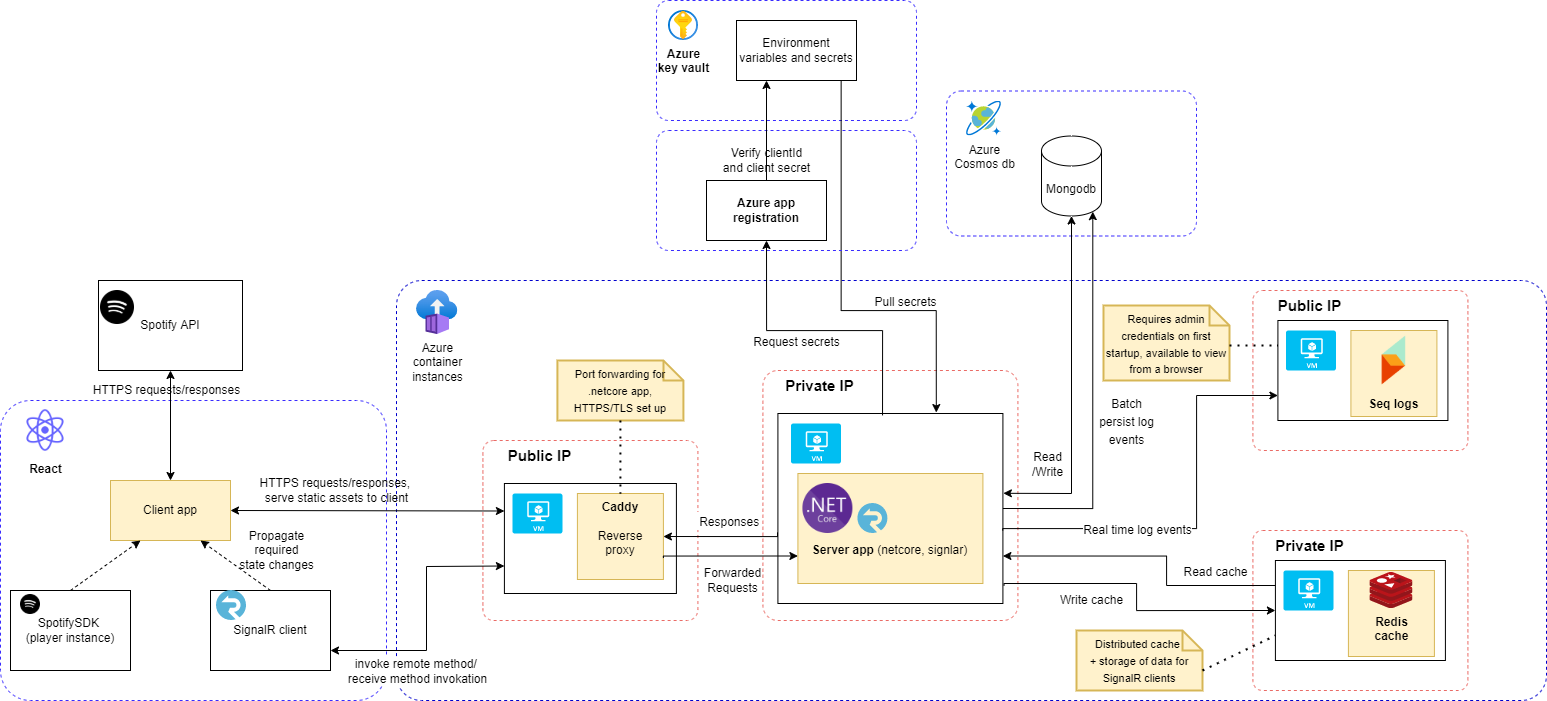 Azure
key vault
Environment
variables and secrets
Verify clientId
and client secret
Azure app
registration
Azure
Cosmos db
Mongodb
Spotify API
HTTPS requests/responses
React
Client app
Propagate
required
state changes
SpotifySDK
(player instance)
SignalR client
HTTPS requests/responses,
serve static assets to client
invoke remote method/
receive method invokation
Azure
container
instances
Port forwarding for
.netcore app,
HTTPS/TLS set up
Public IP
VM
Caddy
Reverse
proxy
Responses
Forwarded
Requests
Request secrets
Pull secrets
Private IP
VM
.NET
Core
Server app (netcore, signlar)
Read
/Write
Batch
persist log
events
Real time log events
Read cache
Write cache
Requires admin
credentials on first
startup, available to view
from a browser
Public IP
VM
Seq logs
Private IP
VM
Redis
cache
Distributed cache
+ storage of data for
SignalR clients